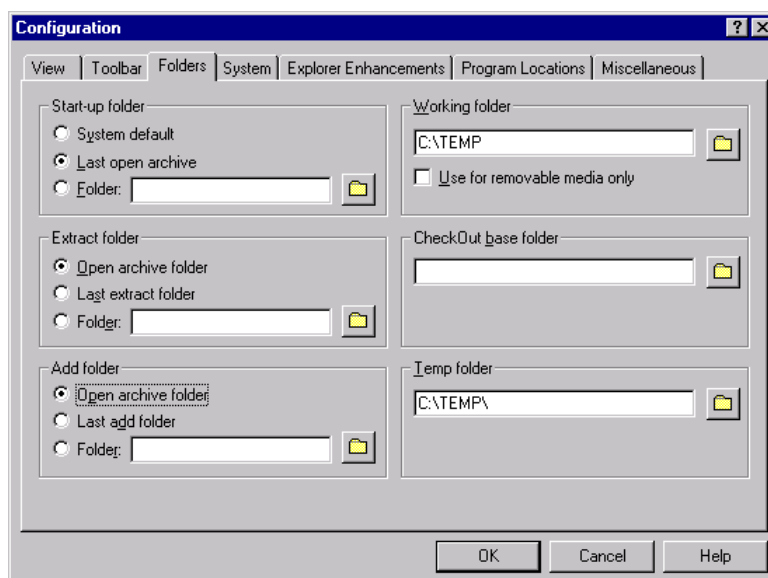 Configuration
View
Toolbar
Folders
System
Explorer Enhancements
Program Locations
Miscellaneous
Start-up folder
System default
Last open archive
Folder:
Working folder
C:\TEMP
Use for removable media only
Extract folder
Open archive folder
Last extract folder
Folder:
CheckOut base folder
Add folder
Open archive folder
Last add folder
Folder:
Temp folder
C:\TEMP\
OK
Cancel
Help